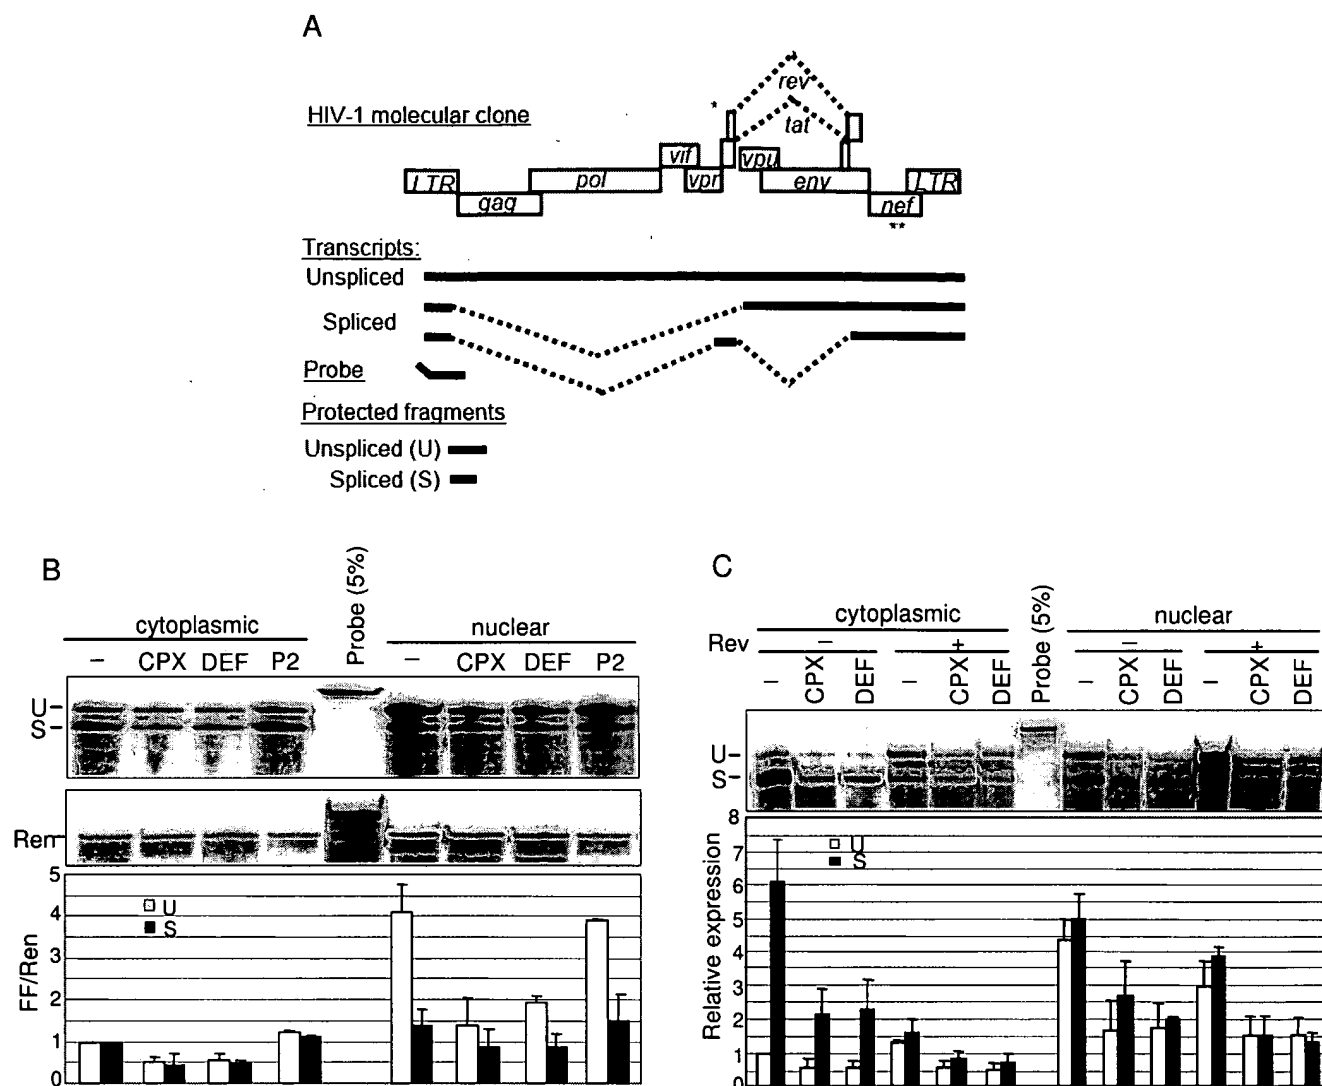 A
HIV-1 molecular clone
*
rev
tat
vif
vpu
LTR
pol
vpr
env
LTR
gag
nef
**
Transcripts:
Unspliced
Spliced
Probe
Protected fragments
Unspliced (U)
Spliced (S)
B
cytoplasmic
Probe (5%)
nuclear
– CPX DEF P2
– CPX DEF P2
U–
S–
Ren
5
4
3
2
1
0
FF/Ren
U
S
C
cytoplasmic
Probe (5%)
nuclear
Rev – + – +
– CPX DEF – CPX DEF
– CPX DEF – CPX DEF
U–
S–
8
7
6
5
4
3
2
1
0
Relative expression
U
S